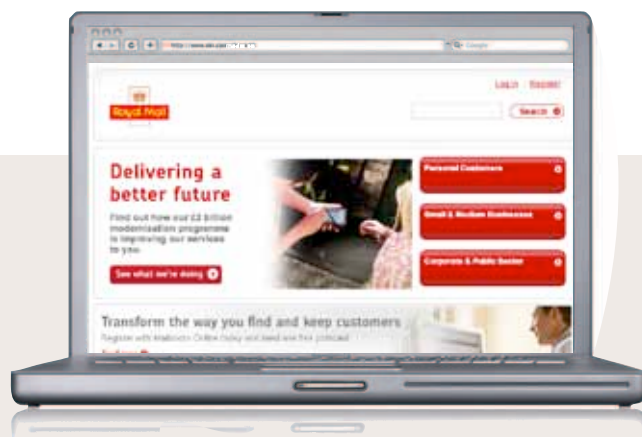 Google
Log in Register
Royal Mail
Search
Delivering a
better future
Find out how our £2 billion
modernisation programme
is improving our services
to you.
See what we're doing
Personal Customers
Small & Medium Businesses
Corporate & Public Sector
Transform the way you find and keep customers